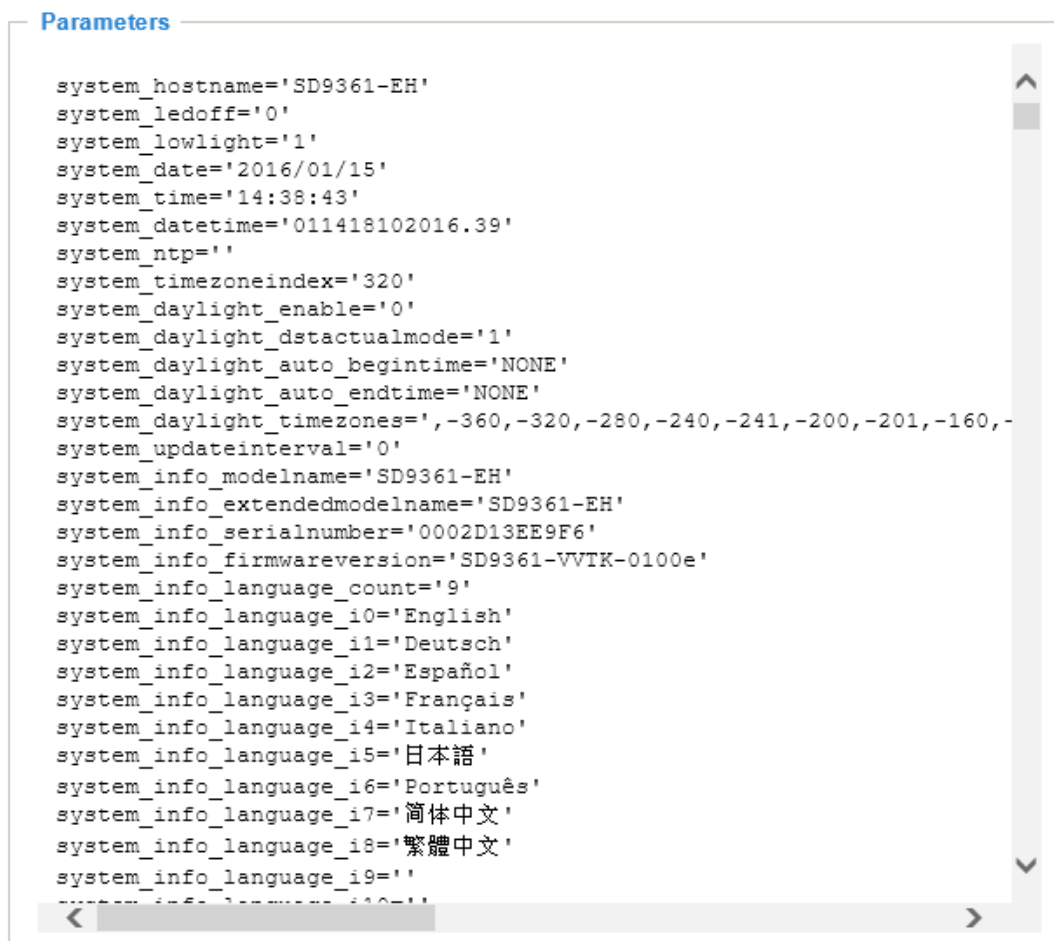 Parameters
system_hostname='SD9361-EH'
system_ledoff='0'
system_lowlight='1'
system_date='2016/01/15'
system_time='14:38:43'
system_datetime='011418102016.39'
system_ntp=''
system_timezoneindex='320'
system_daylight_enable='0'
system_daylight_dstactualmode='1'
system_daylight_auto_begintime='NONE'
system_daylight_auto_endtime='NONE'
system_daylight_timezones=',-360,-320,-280,-240,-241,-200,-201,-160,-
system_updateinterval='0'
system_info_modelname='SD9361-EH'
system_info_extendedmodelname='SD9361-EH'
system_info_serialnumber='0002D13EE9F6'
system_info_firmwareversion='SD9361-VVTK-0100e'
system_info_language_count='9'
system_info_language_i0='English'
system_info_language_i1='Deutsch'
system_info_language_i2='Español'
system_info_language_i3='Français'
system_info_language_i4='Italiano'
system_info_language_i5='日本語'
system_info_language_i6='Português'
system_info_language_i7='简体中文'
system_info_language_i8='繁體中文'
system_info_language_i9=''
system_info_language_i10=''